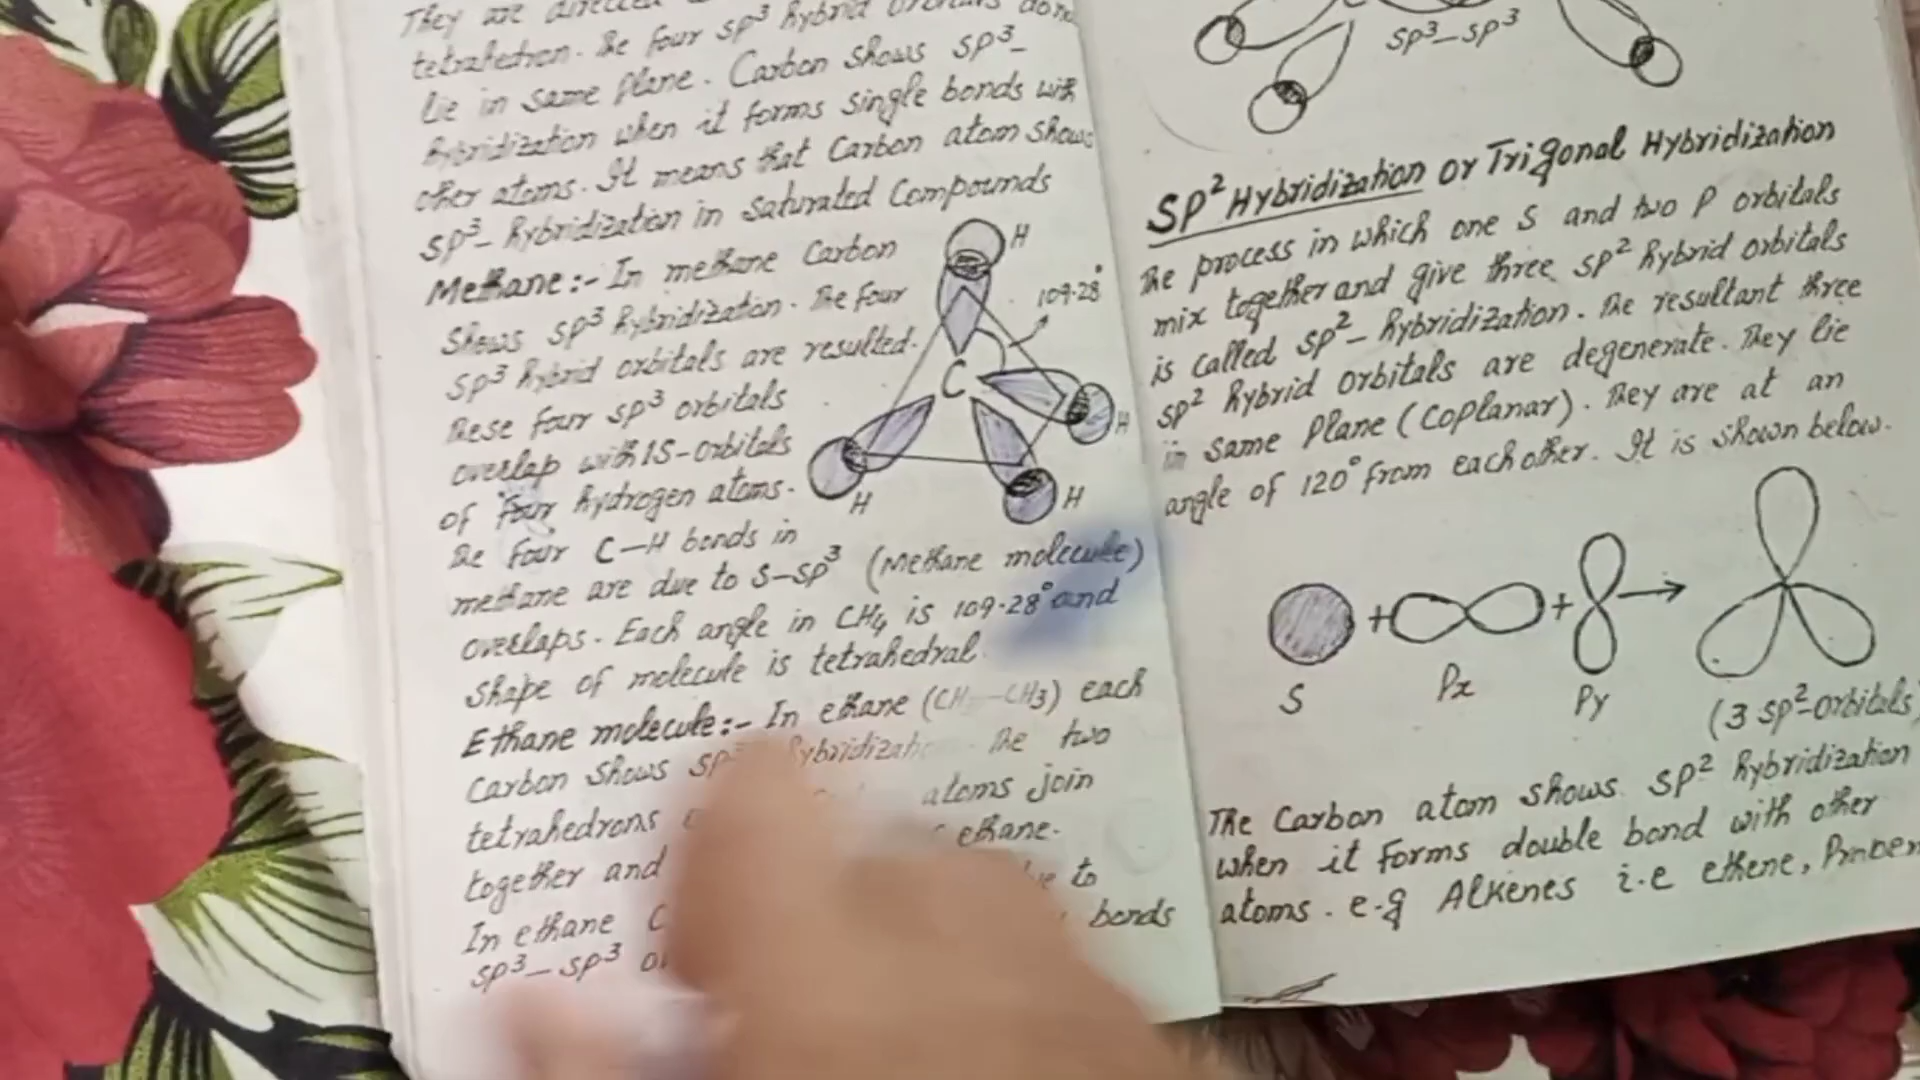 They are directed
tetrahedron. The four sp³ hybrid orbitals dont
lie in same plane. Carbon shows sp³-
hybridization when it forms single bonds with
other atoms. It means that Carbon atom shows
sp³- hybridization in saturated Compounds
Methane:- In methane Carbon
shows sp³ hybridization. The four
sp³ hybrid orbitals are resulted.
These four sp³ orbitals
overlap with 1S-orbitals
of four hydrogen atoms.
The four C-H bonds in
methane are due to S-SP³
overlaps. Each angle in CH₄ is 109.28° and
shape of molecule is tetrahedral.
H
109.28°
C
H
H
H
(Methane molecule)
Ethane molecule:- In ethane (CH -CH₃) each
Carbon shows sp³ hybridization. The two
tetrahedrons atoms join
together and ethane.
In ethane C to
sp³-sp³ bonds
sp³-sp³
SP² Hybridization or Trigonal Hybridization
The process in which one S and two P orbitals
mix together and give three sp² hybrid orbitals
is called sp²- hybridization. The resultant three
sp² hybrid orbitals are degenerate. They lie
in same Plane (Coplanar). They are at an
angle of 120° from each other. It is shown below.
+ + →
S Px Py (3 sp²-orbitals)
The Carbon atom shows sp² hybridization
when it forms double bond with other
atoms. e.g Alkenes i.e ethene,